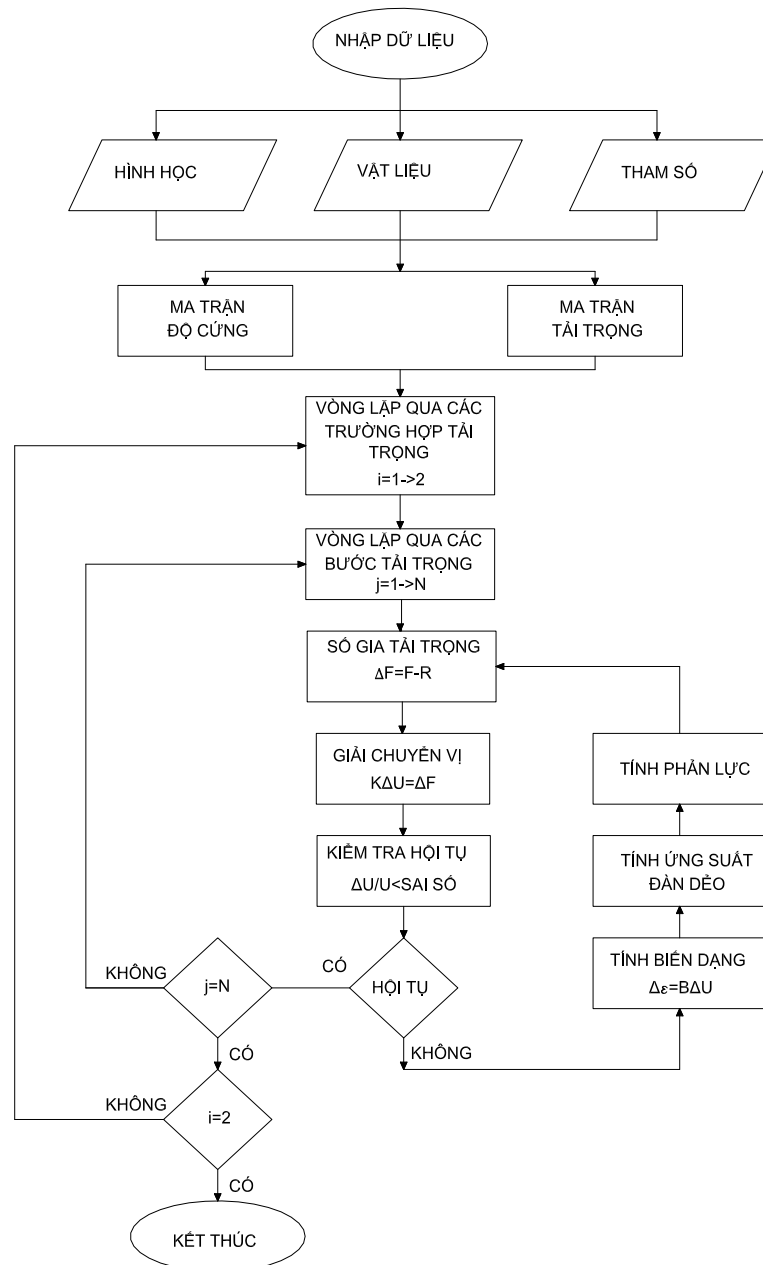 NHẬP DỮ LIỆU
HÌNH HỌC
VẬT LIỆU
THAM SỐ
MA TRẬN
ĐỘ CỨNG
MA TRẬN
TẢI TRỌNG
VÒNG LẶP QUA CÁC
TRƯỜNG HỢP TẢI
TRỌNG
i=1->2
VÒNG LẶP QUA CÁC
BƯỚC TẢI TRỌNG
j=1->N
SỐ GIA TẢI TRỌNG
ΔF=F-R
GIẢI CHUYỂN VỊ
KΔU=ΔF
TÍNH PHẢN LỰC
KIỂM TRA HỘI TỤ
ΔU/U<SAI SỐ
TÍNH ỨNG SUẤT
ĐÀN DẺO
TÍNH BIẾN DẠNG
Δε=BΔU
KHÔNG
j=N
CÓ
HỘI TỤ
KHÔNG
CÓ
KHÔNG
i=2
CÓ
KẾT THÚC